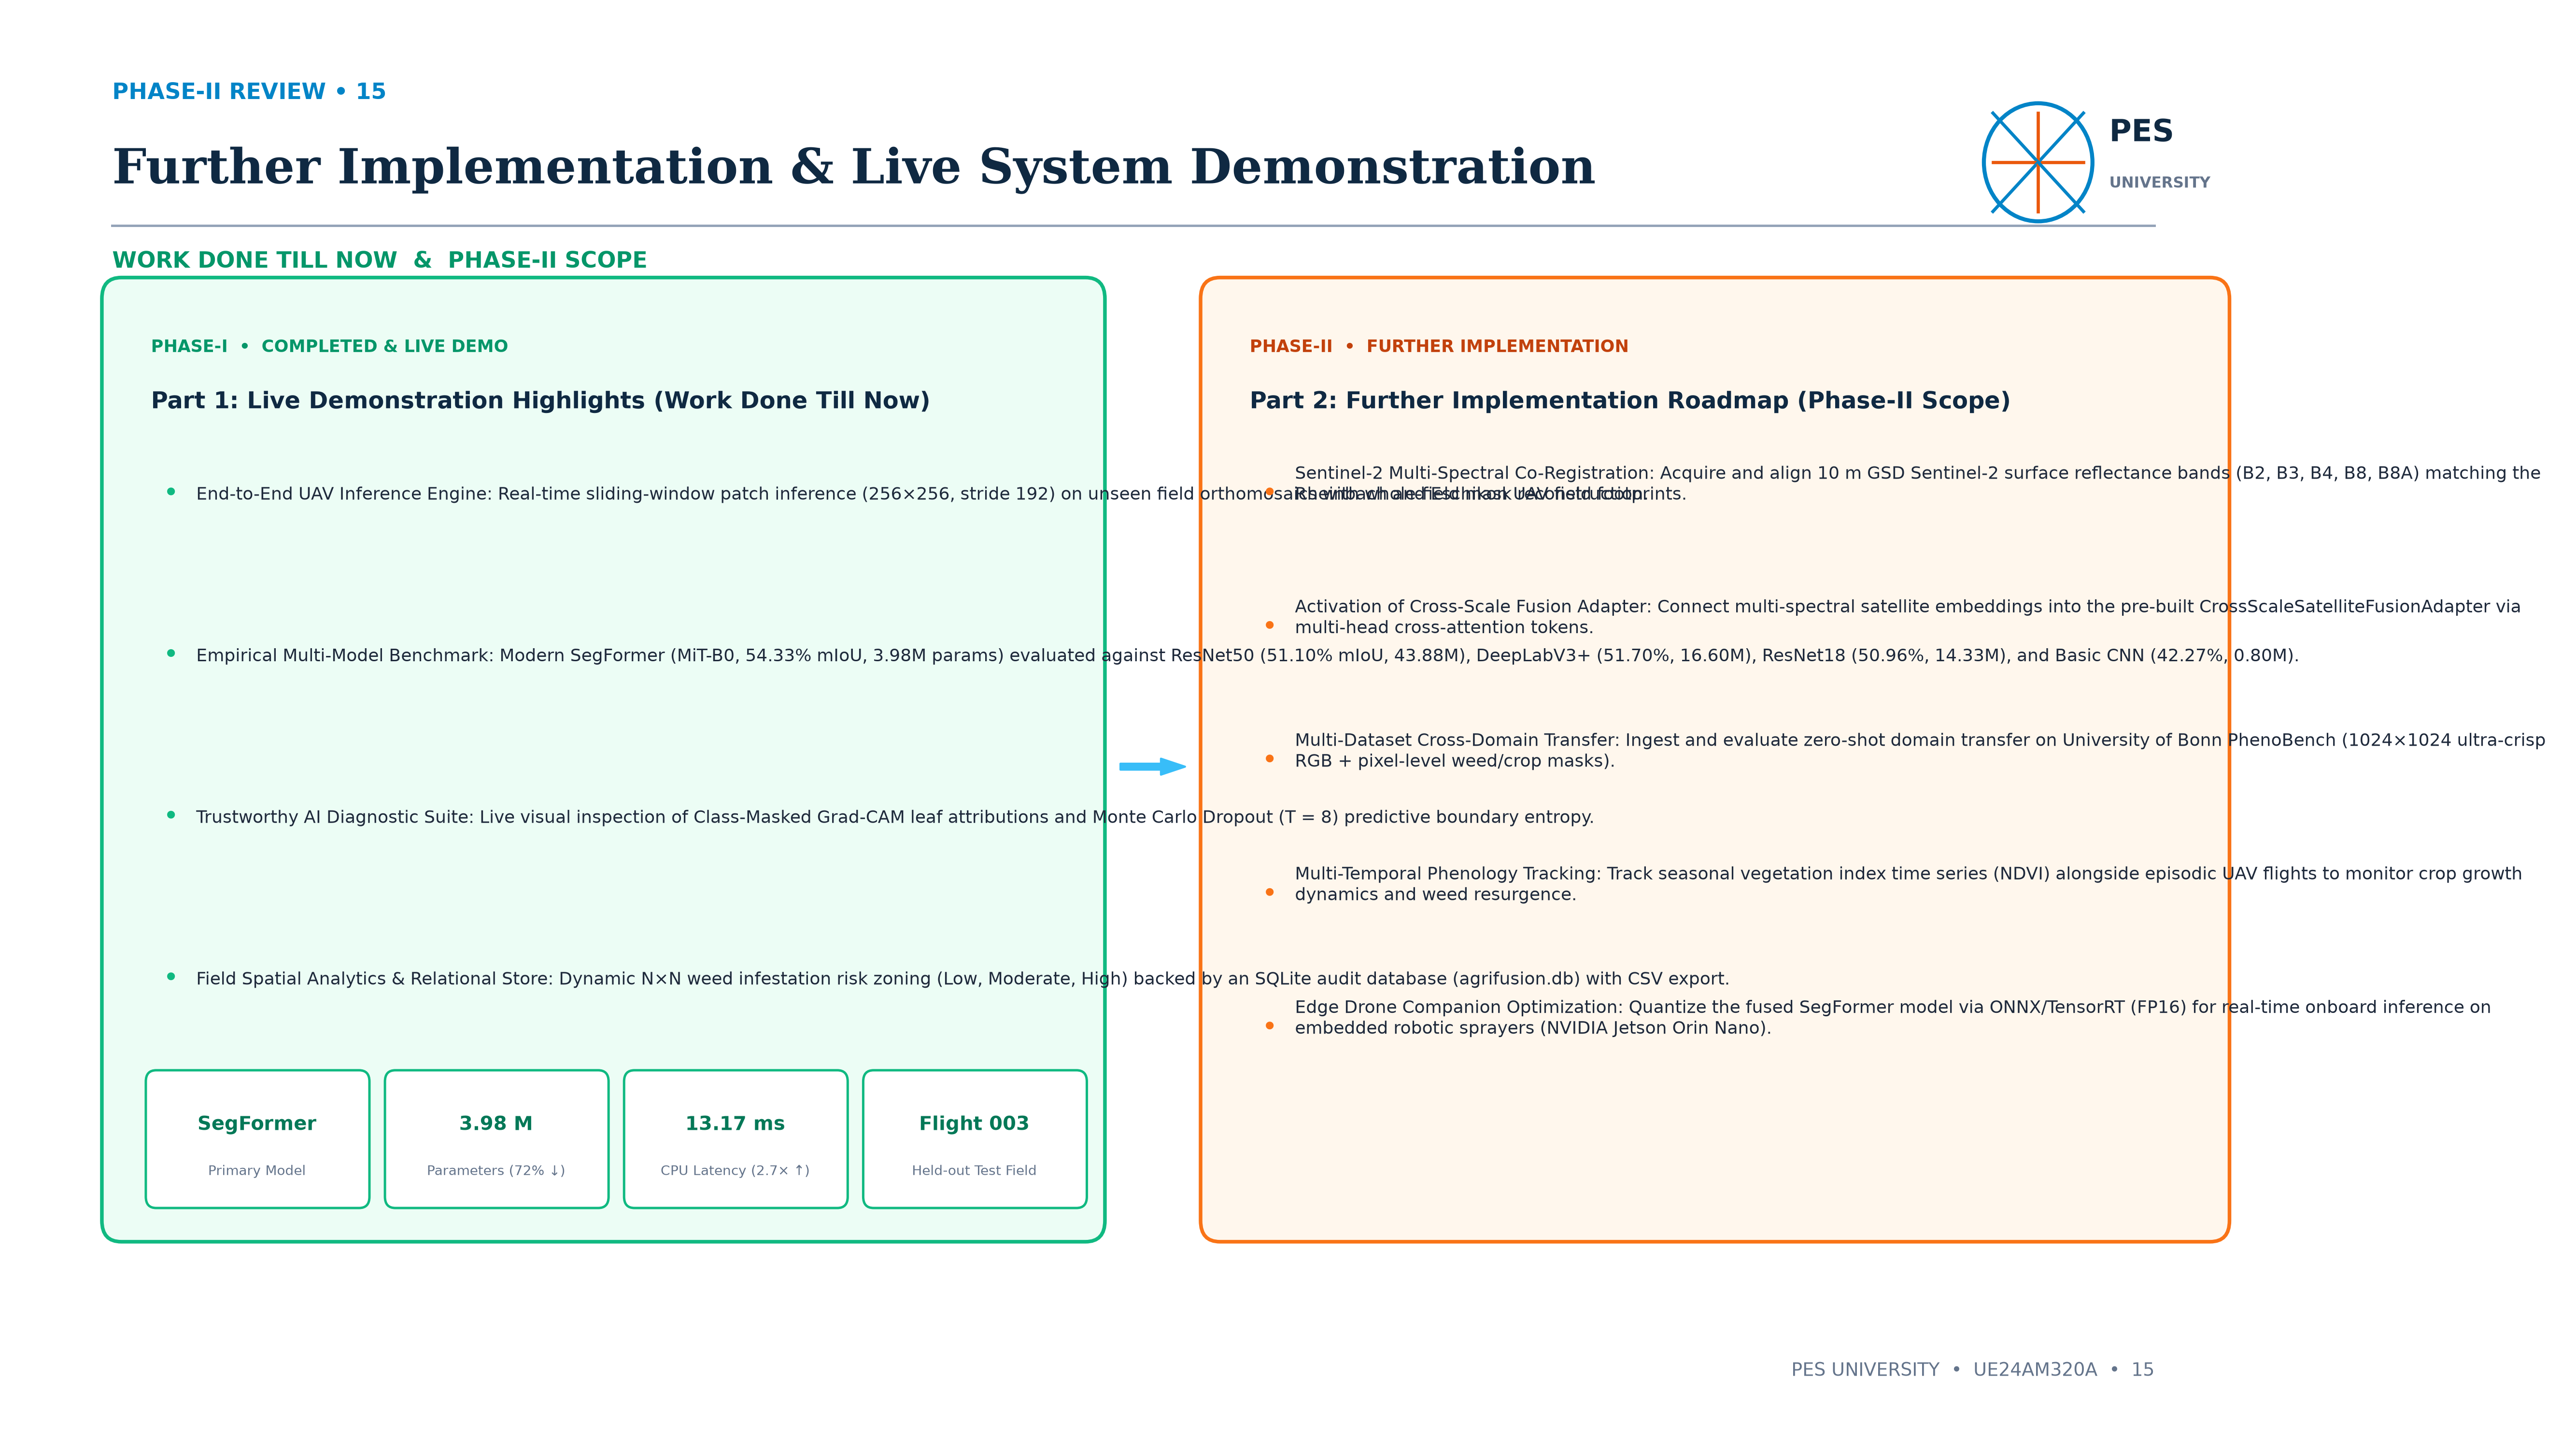 PHASE-II REVIEW • 15
Further Implementation & Live System Demonstration
PES
UNIVERSITY
WORK DONE TILL NOW & PHASE-II SCOPE
PHASE-I • COMPLETED & LIVE DEMO
Part 1: Live Demonstration Highlights (Work Done Till Now)
• End-to-End UAV Inference Engine: Real-time sliding-window patch inference (256×256, stride 192) on unseen field orthomosaics with whole-field mask reconstruction.
• Empirical Multi-Model Benchmark: Modern SegFormer (MiT-B0, 54.33% mIoU, 3.98M params) evaluated against ResNet50 (51.10% mIoU, 43.88M), DeepLabV3+ (51.70%, 16.60M), ResNet18 (50.96%, 14.33M), and Basic CNN (42.27%, 0.80M).
• Trustworthy AI Diagnostic Suite: Live visual inspection of Class-Masked Grad-CAM leaf attributions and Monte Carlo Dropout (T = 8) predictive boundary entropy.
• Field Spatial Analytics & Relational Store: Dynamic N×N weed infestation risk zoning (Low, Moderate, High) backed by an SQLite audit database (agrifusion.db) with CSV export.
SegFormer
Primary Model
3.98 M
Parameters (72% ↓)
13.17 ms
CPU Latency (2.7× ↑)
Flight 003
Held-out Test Field
PHASE-II • FURTHER IMPLEMENTATION
Part 2: Further Implementation Roadmap (Phase-II Scope)
• Sentinel-2 Multi-Spectral Co-Registration: Acquire and align 10 m GSD Sentinel-2 surface reflectance bands (B2, B3, B4, B8, B8A) matching the
Rheinbach and Eschikon UAV field footprints.
• Activation of Cross-Scale Fusion Adapter: Connect multi-spectral satellite embeddings into the pre-built CrossScaleSatelliteFusionAdapter via
multi-head cross-attention tokens.
• Multi-Dataset Cross-Domain Transfer: Ingest and evaluate zero-shot domain transfer on University of Bonn PhenoBench (1024×1024 ultra-crisp
RGB + pixel-level weed/crop masks).
• Multi-Temporal Phenology Tracking: Track seasonal vegetation index time series (NDVI) alongside episodic UAV flights to monitor crop growth
dynamics and weed resurgence.
• Edge Drone Companion Optimization: Quantize the fused SegFormer model via ONNX/TensorRT (FP16) for real-time onboard inference on
embedded robotic sprayers (NVIDIA Jetson Orin Nano).
PES UNIVERSITY • UE24AM320A • 15